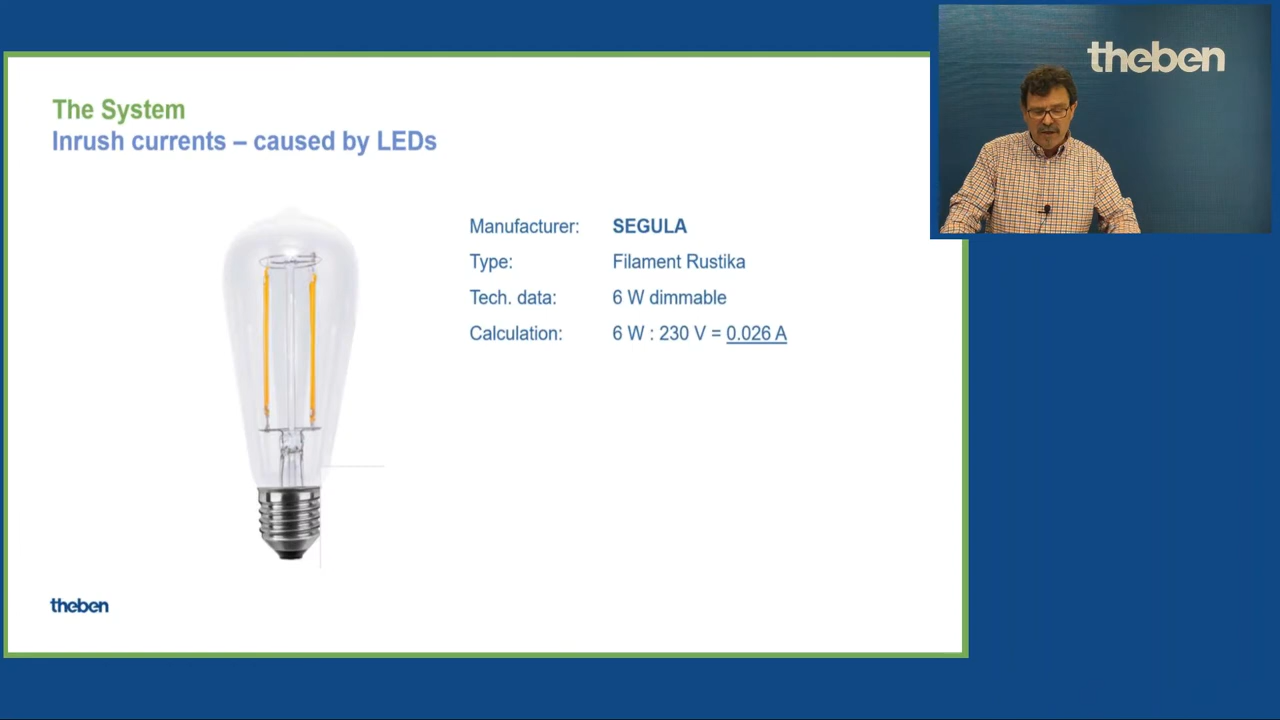 theben
The System
Inrush currents – caused by LEDs
Manufacturer: SEGULA
Type: Filament Rustika
Tech. data: 6 W dimmable
Calculation: 6 W : 230 V = 0.026 A
theben